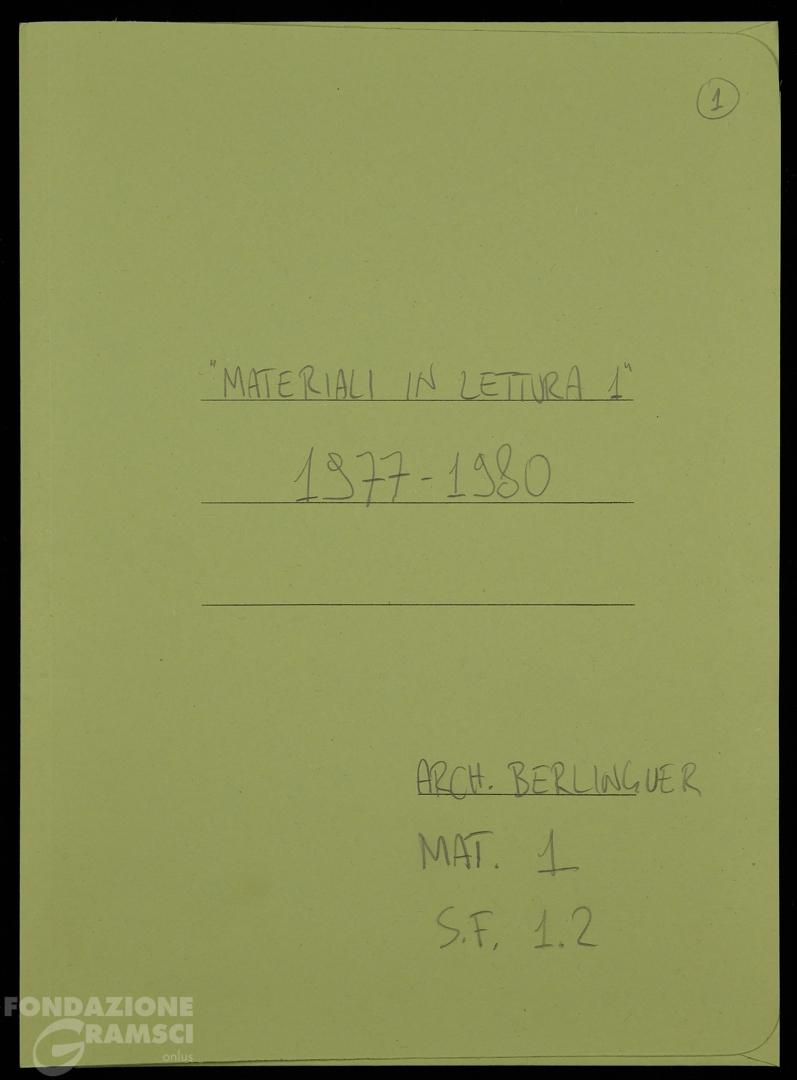 1
"MATERIALI IN LETTURA 1"
1977-1980
ARCH. BERLINGUER
MAT. 1
S.F. 1.2
FONDAZIONE
GRAMSCI
onlus